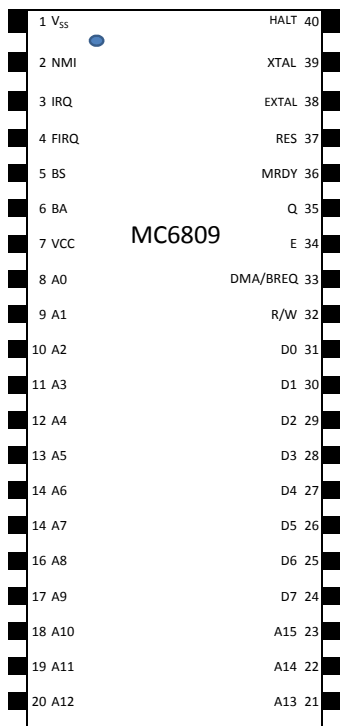 1 VSS HALT 40
2 NMI XTAL 39
3 IRQ EXTAL 38
4 FIRQ RES 37
5 BS MRDY 36
6 BA Q 35
7 VCC MC6809 E 34
8 A0 DMA/BREQ 33
9 A1 R/W 32
10 A2 D0 31
11 A3 D1 30
12 A4 D2 29
13 A5 D3 28
14 A6 D4 27
14 A7 D5 26
16 A8 D6 25
17 A9 D7 24
18 A10 A15 23
19 A11 A14 22
20 A12 A13 21